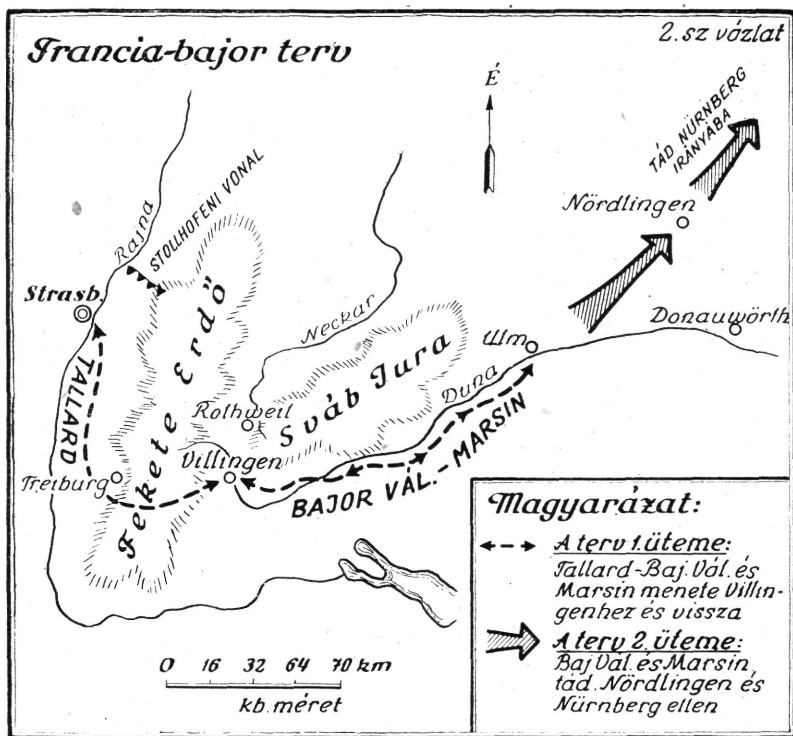 Francia-bajor terv
2.sz vázlat
É
TÁD NÜRNBERG
IRÁNYÁBA
Nördlingen
Rajna
STOLLHOFENI VONAL
Strasb.
Neckar
Donauwörth
Ulm
Duna
TALLARD
Fekete Erdő
Sváb Jura
Rothweil
Villingen
Freiburg
BAJOR VÁL.-MARSIN
Magyarázat:
A terv 1. üteme:
Tallard-Baj. Vál. és
Marsin menete Villin-
genhez és vissza
A terv 2. üteme:
Baj Vál. és Marsin,
tád. Nördlingen és
Nürnberg ellen
0 16 32 64 70 km
kb. méret